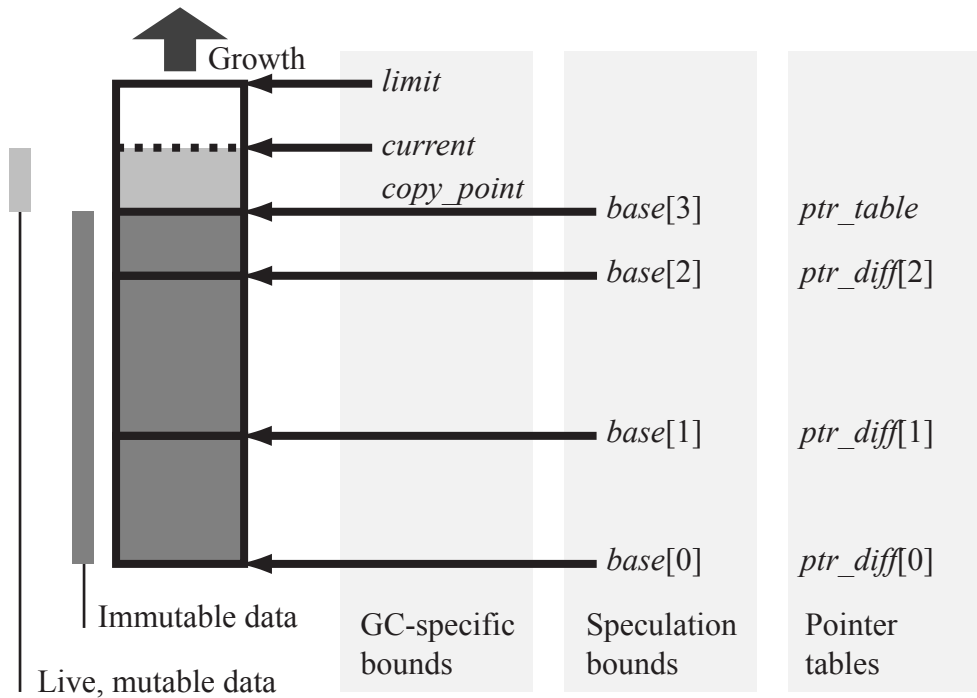 Growth
limit
current
copy_point
base[3] ptr_table
base[2] ptr_diff[2]
base[1] ptr_diff[1]
base[0] ptr_diff[0]
Immutable data
GC-specific
bounds
Speculation
bounds
Pointer
tables
Live, mutable data